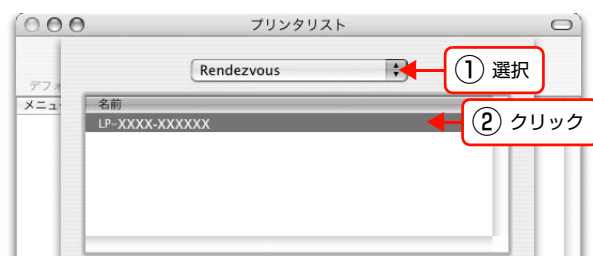 プリンタリスト
Rendezvous
① 選択
デフォ
メニュー
名前
LP-XXXX-XXXXXX
② クリック